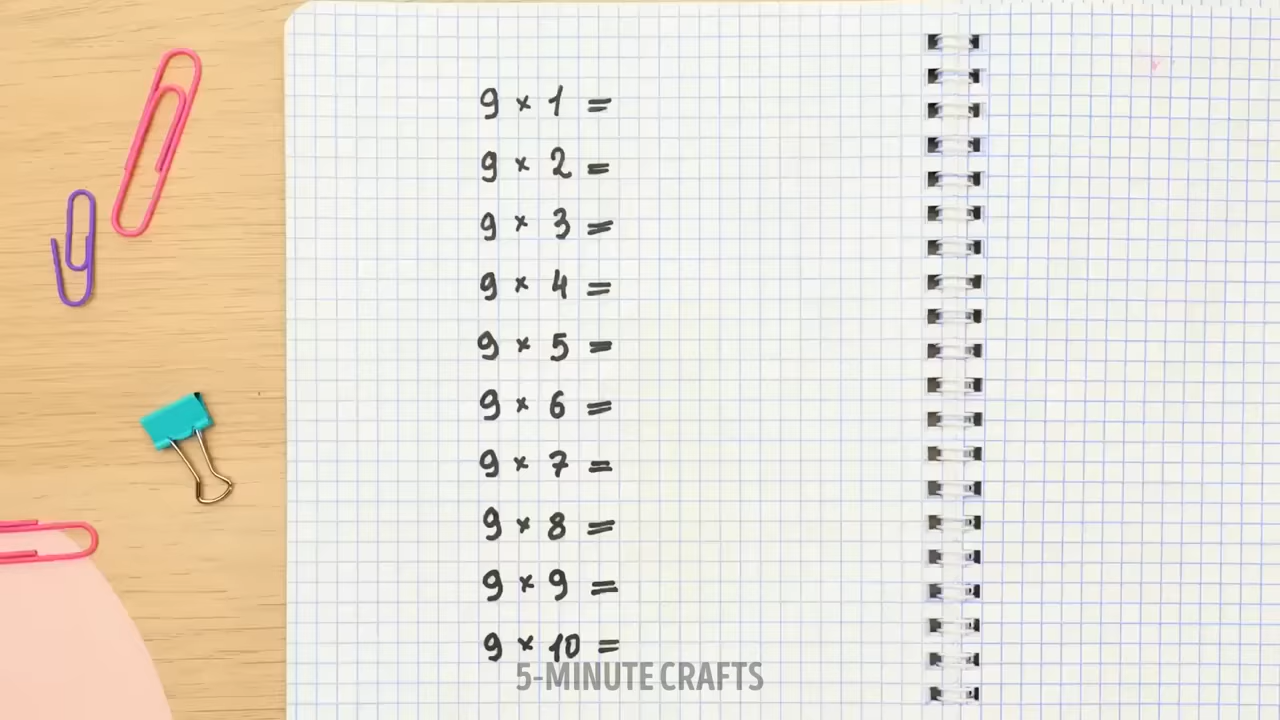 9 × 1 =
9 × 2 =
9 × 3 =
9 × 4 =
9 × 5 =
9 × 6 =
9 × 7 =
9 × 8 =
9 × 9 =
9 × 10 =
5-MINUTE CRAFTS